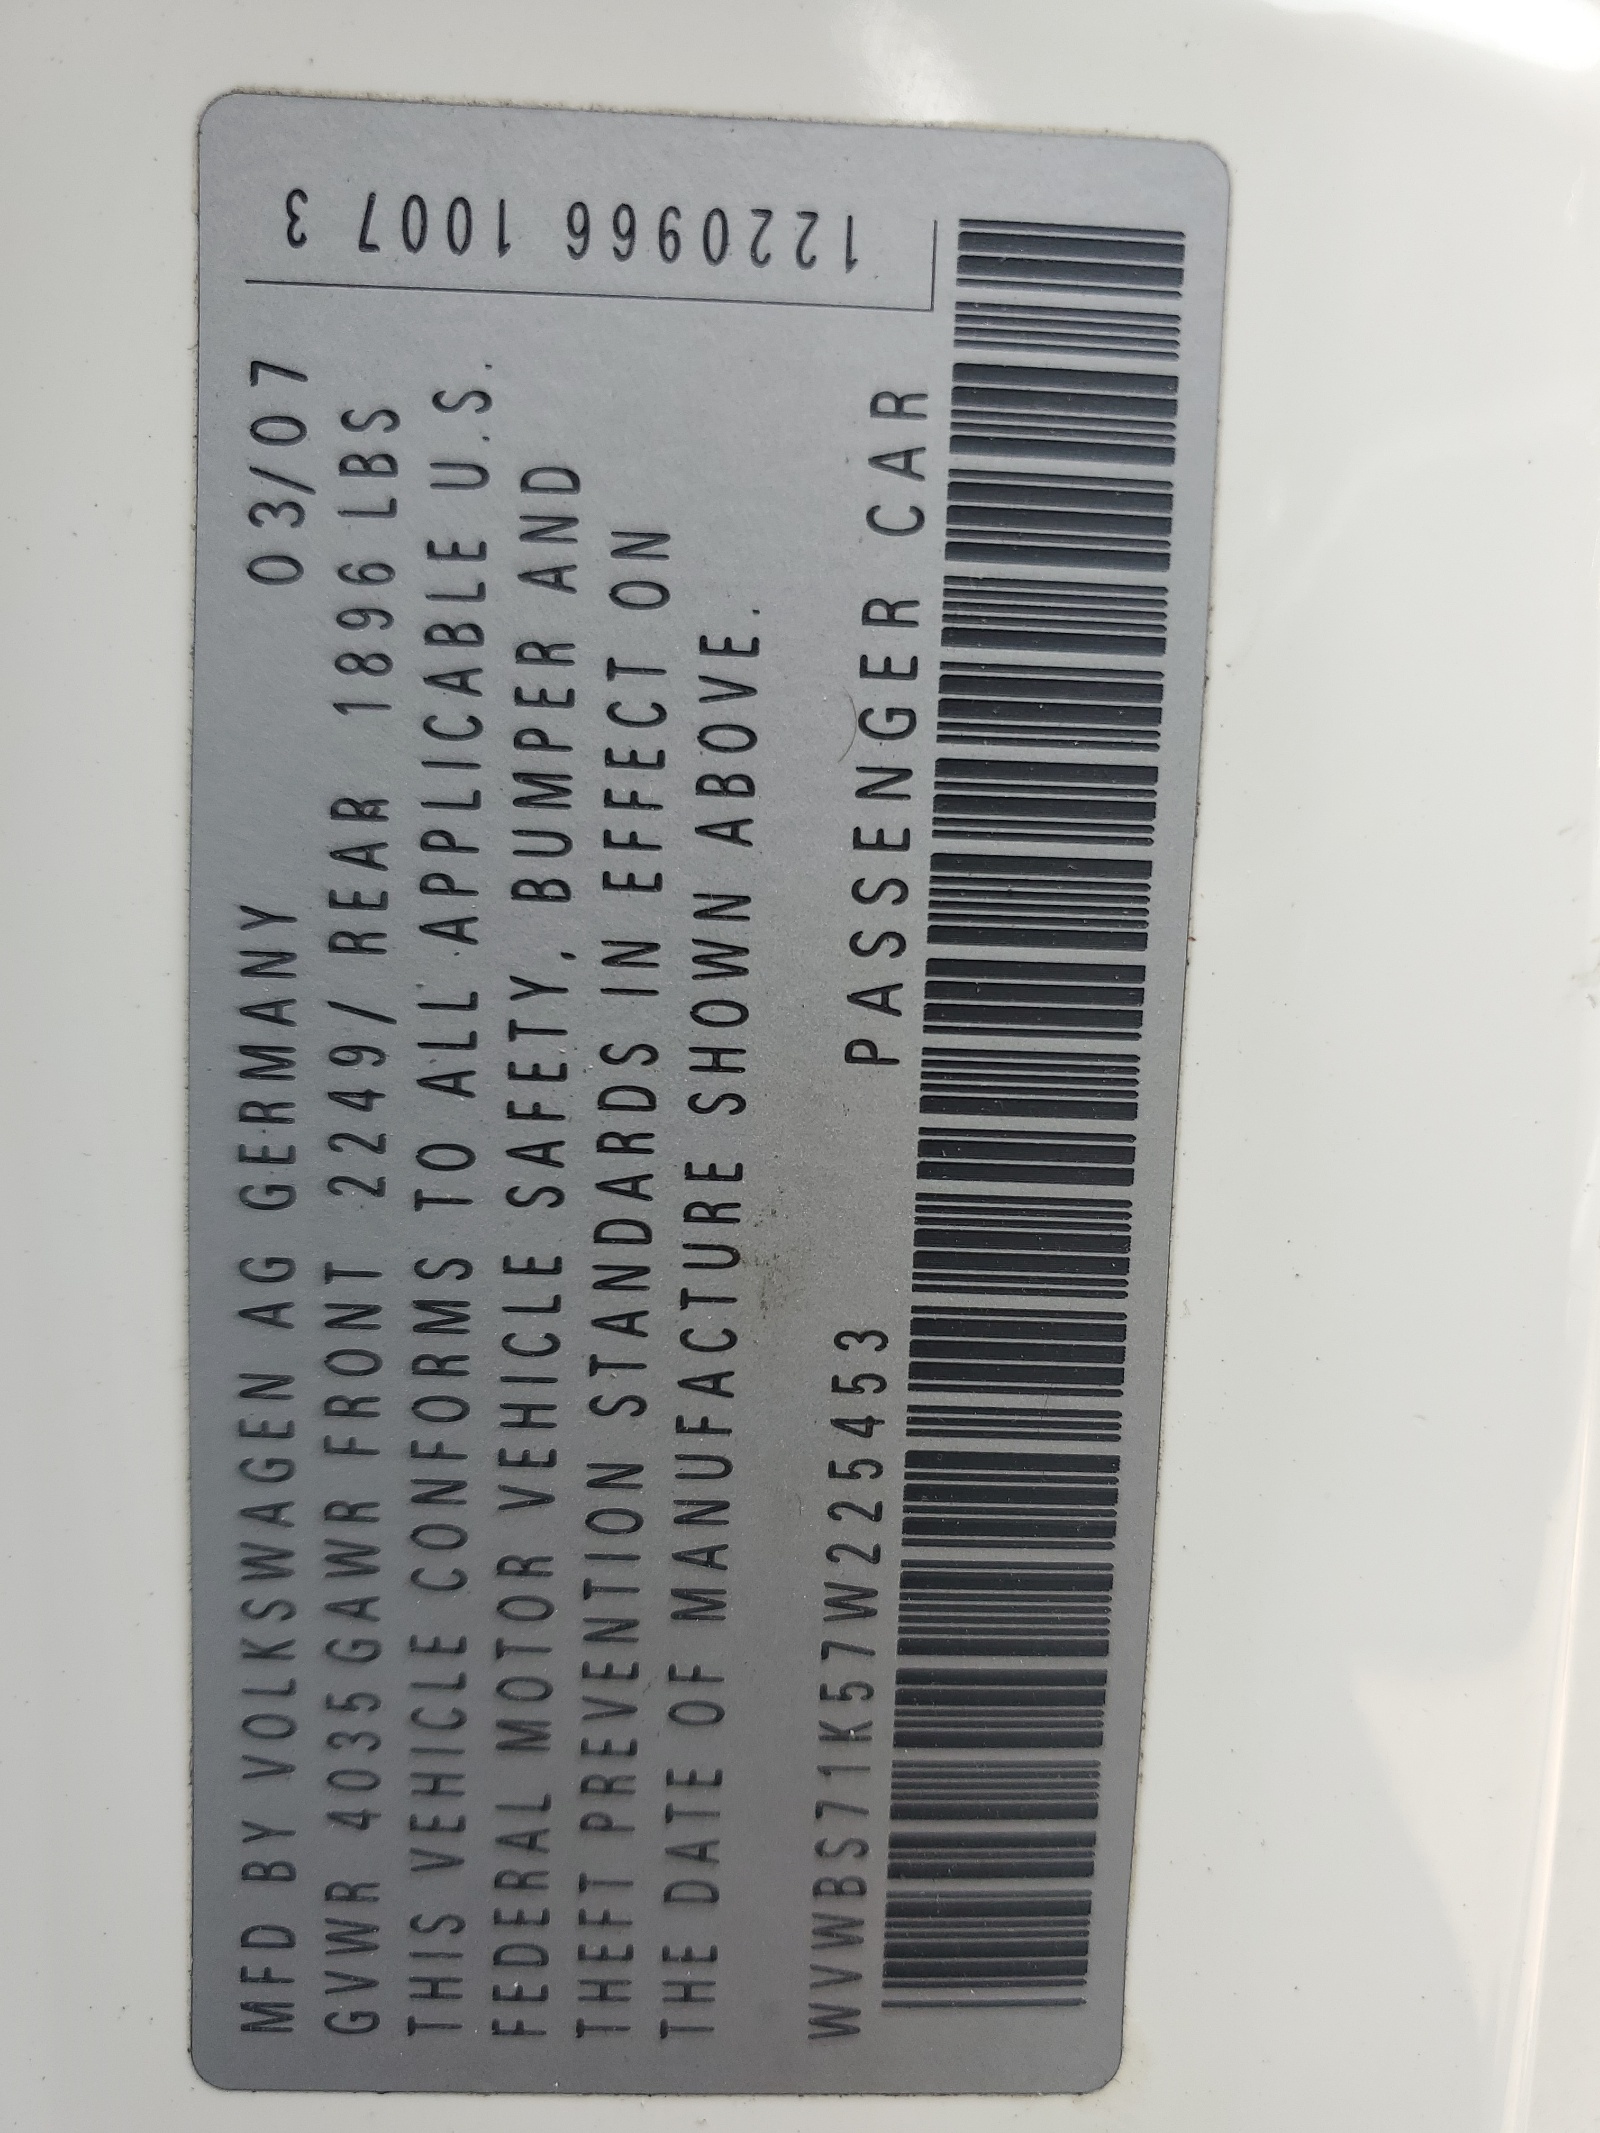 MFD BY VOLKSWAGEN AG GERMANY 03/07
GVWR 4035 GAWR FRONT 2249/ REAR 1896 LBS
THIS VEHICLE CONFORMS TO ALL APPLICABLE U.S.
FEDERAL MOTOR VEHICLE SAFETY, BUMPER AND
THEFT PREVENTION STANDARDS IN EFFECT ON
THE DATE OF MANUFACTURE SHOWN ABOVE.
WVWBS71K57W225453 PASSENGER CAR
1220966 1007 3